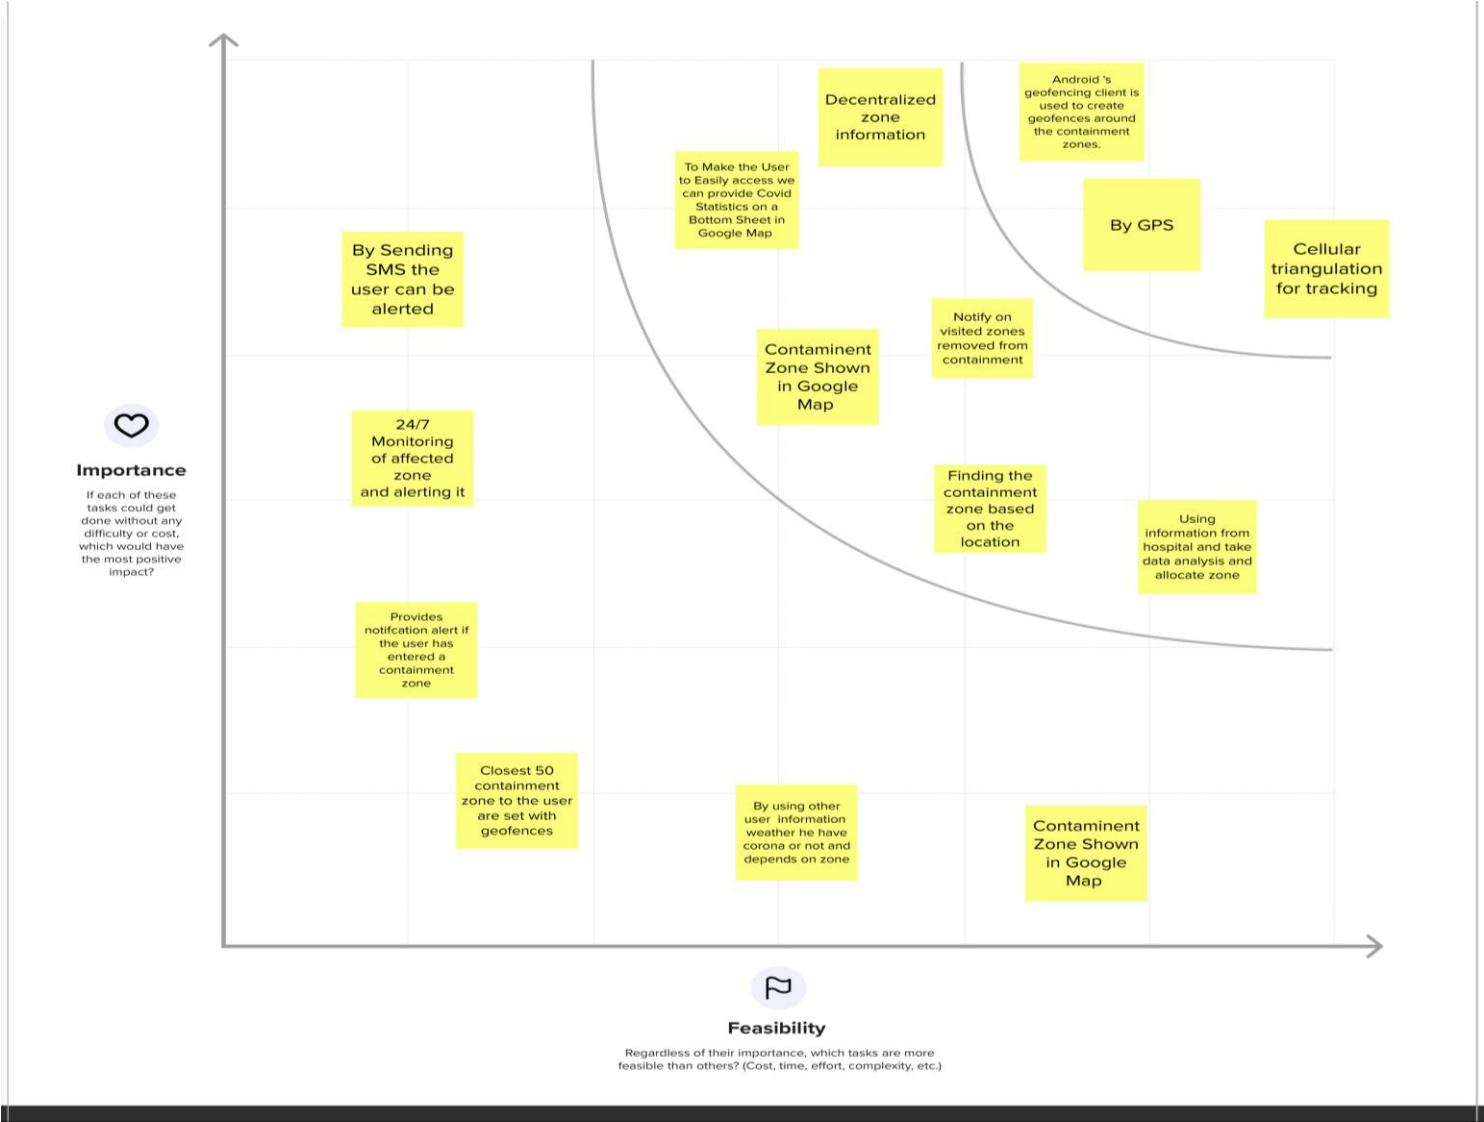 Decentralized
zone
information
Android 's
geofencing client is
used to create
geofences around
the containment
zones.
To Make the User
to Easily access we
can provide Covid
Statistics on a
Bottom Sheet in
Google Map
By GPS
By Sending
SMS the
user can be
alerted
Cellular
triangulation
for tracking
Notify on
visited zones
removed from
containment
Contaminent
Zone Shown
in Google
Map
24/7
Monitoring
of affected
zone
and alerting it
Importance
If each of these
tasks could get
done without any
difficulty or cost,
which would have
the most positive
impact?
Finding the
containment
zone based
on the
location
Using
information from
hospital and take
data analysis and
allocate zone
Provides
notifcation alert if
the user has
entered a
containment
zone
Closest 50
containment
zone to the user
are set with
geofences
By using other
user information
weather he have
corona or not and
depends on zone
Contaminent
Zone Shown
in Google
Map
Feasibility
Regardless of their importance, which tasks are more
feasible than others? (Cost, time, effort, complexity, etc.)